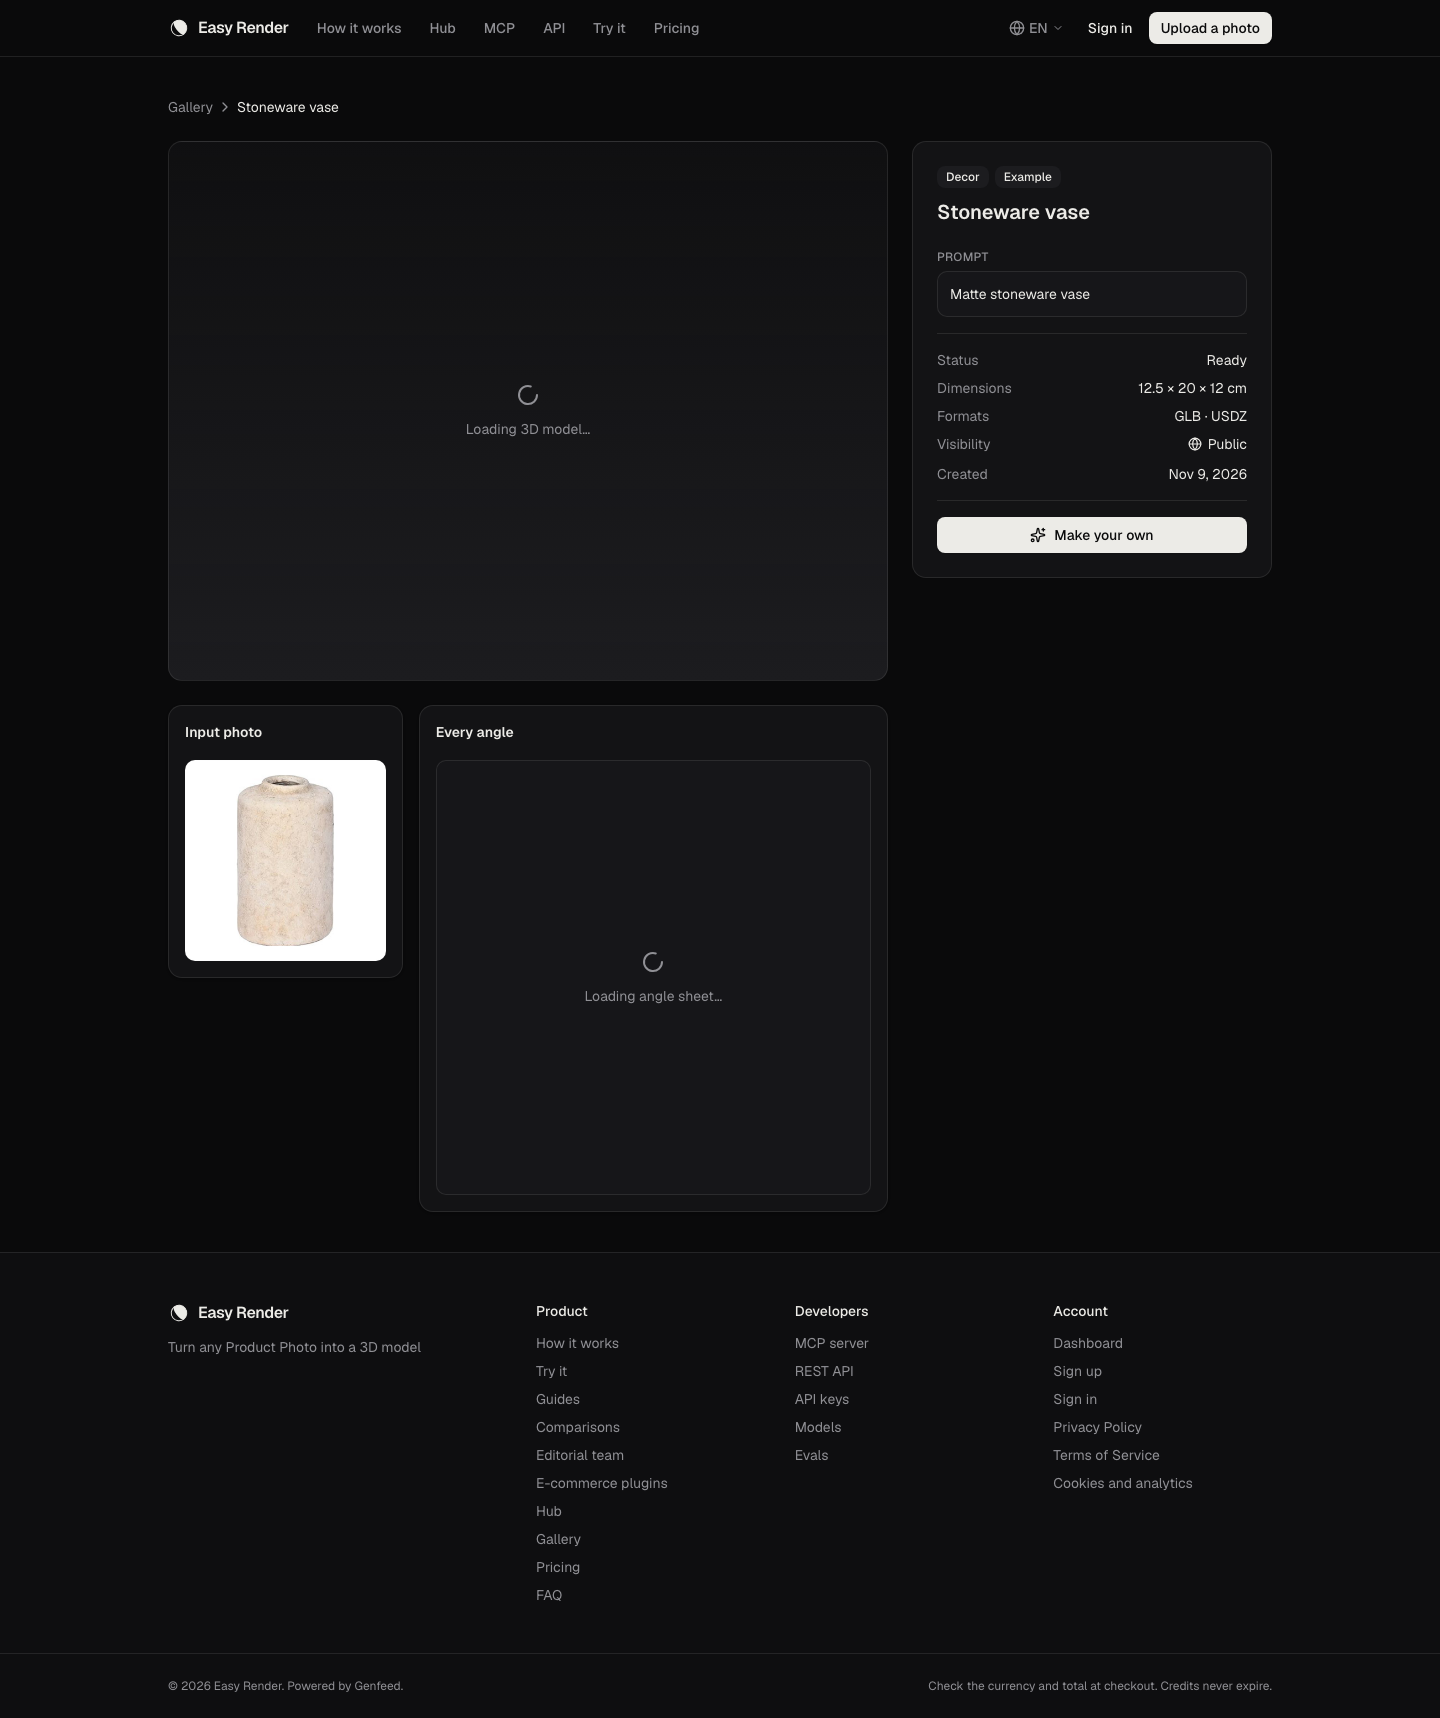 Easy Render
How it works
Hub
MCP
API
Try it
Pricing
EN
Sign in
Upload a photo
Gallery
Stoneware vase
Loading 3D model...
Decor
Example
Stoneware vase
PROMPT
Matte stoneware vase
Status Ready
Dimensions 12.5 × 20 × 12 cm
Formats GLB · USDZ
Visibility Public
Created Nov 9, 2026
Make your own
Input photo
Every angle
Loading angle sheet...
Easy Render
Turn any Product Photo into a 3D model
Product
How it works
Try it
Guides
Comparisons
Editorial team
E-commerce plugins
Hub
Gallery
Pricing
FAQ
Developers
MCP server
REST API
API keys
Models
Evals
Account
Dashboard
Sign up
Sign in
Privacy Policy
Terms of Service
Cookies and analytics
© 2026 Easy Render. Powered by Genfeed.
Check the currency and total at checkout. Credits never expire.